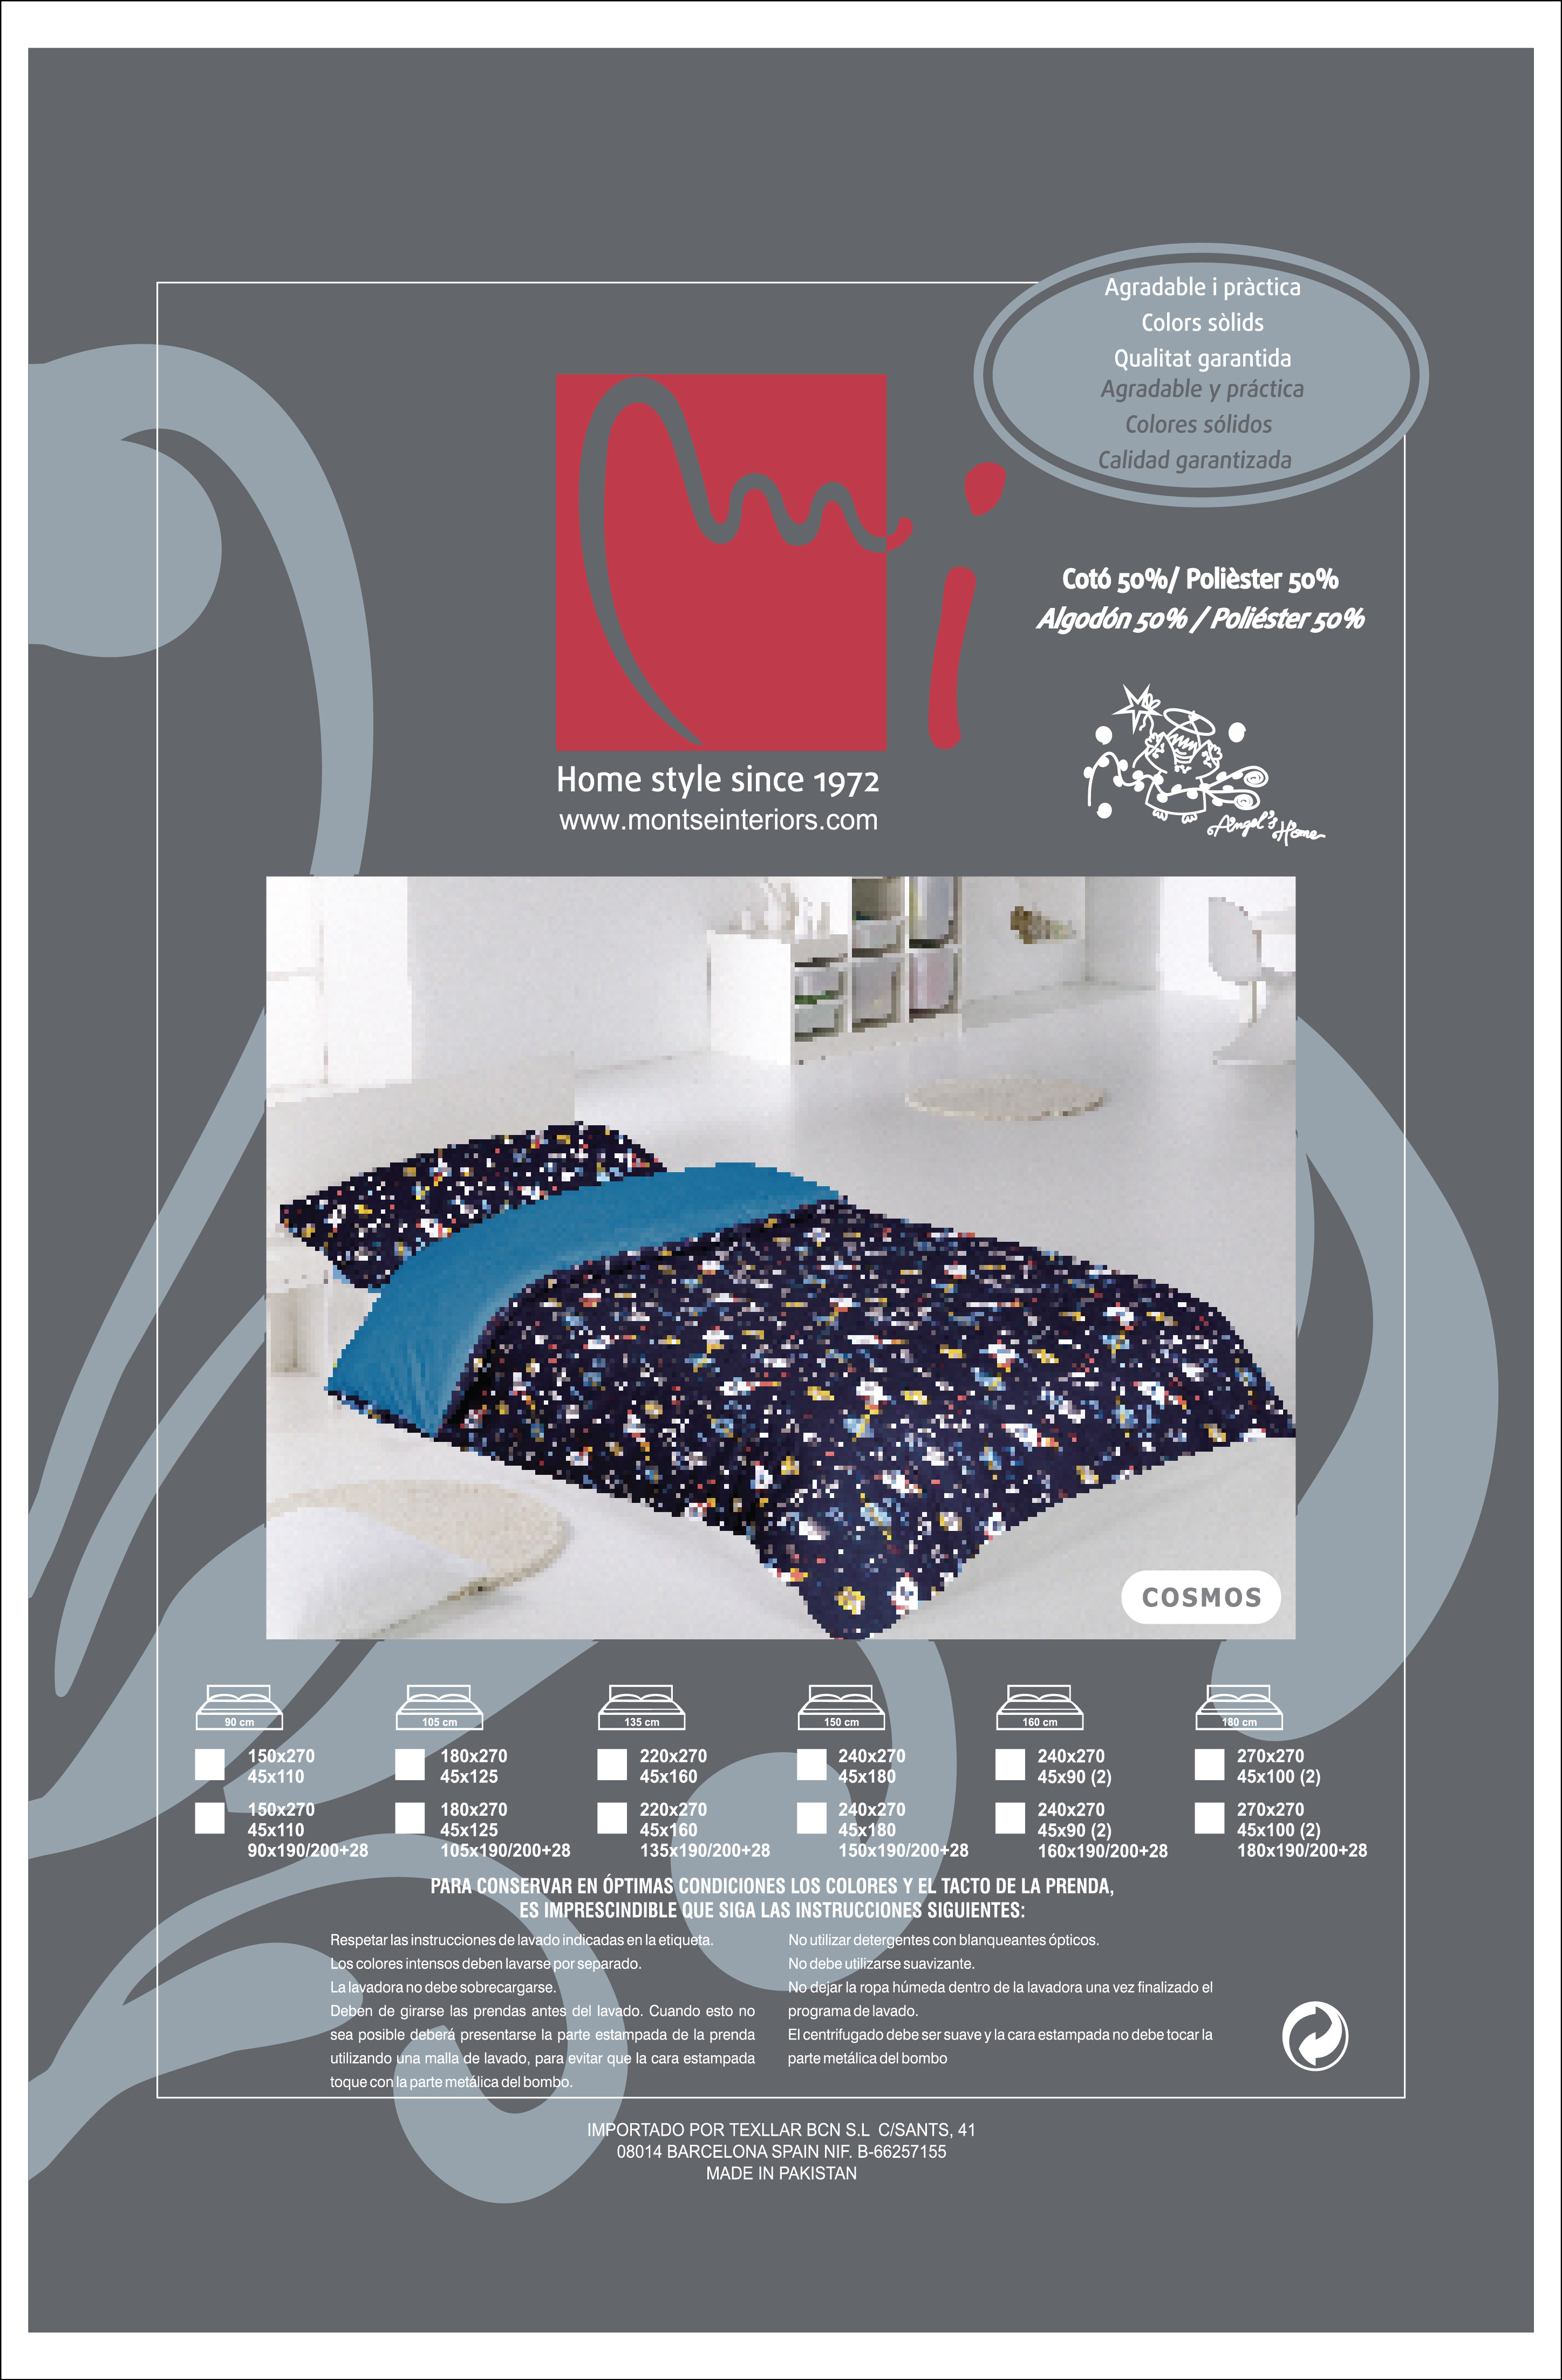 Agradable i pràctica
Colors sòlids
Qualitat garantida
Agradable y práctica
Colores sólidos
Calidad garantizada
mi
Cotó 50%/ Polièster 50%
Algodón 50% / Poliéster 50%
Home style since 1972
www.montseinteriors.com
Angel's Home
COSMOS
90 cm
150x270
45x110
150x270
45x110
90x190/200+28
105 cm
180x270
45x125
180x270
45x125
105x190/200+28
135 cm
220x270
45x160
220x270
45x160
135x190/200+28
150 cm
240x270
45x180
240x270
45x180
150x190/200+28
160 cm
240x270
45x90 (2)
240x270
45x90 (2)
160x190/200+28
180 cm
270x270
45x100 (2)
270x270
45x100 (2)
180x190/200+28
PARA CONSERVAR EN ÓPTIMAS CONDICIONES LOS COLORES Y EL TACTO DE LA PRENDA,
ES IMPRESCINDIBLE QUE SIGA LAS INSTRUCCIONES SIGUIENTES:
Respetar las instrucciones de lavado indicadas en la etiqueta.
Los colores intensos deben lavarse por separado.
La lavadora no debe sobrecargarse.
Deben de girarse las prendas antes del lavado. Cuando esto no
sea posible deberá presentarse la parte estampada de la prenda
utilizando una malla de lavado, para evitar que la cara estampada
toque con la parte metálica del bombo.
No utilizar detergentes con blanqueantes ópticos.
No debe utilizarse suavizante.
No dejar la ropa húmeda dentro de la lavadora una vez finalizado el
programa de lavado.
El centrifugado debe ser suave y la cara estampada no debe tocar la
parte metálica del bombo
IMPORTADO POR TEXLLAR BCN S.L C/SANTS, 41
08014 BARCELONA SPAIN NIF. B-66257155
MADE IN PAKISTAN